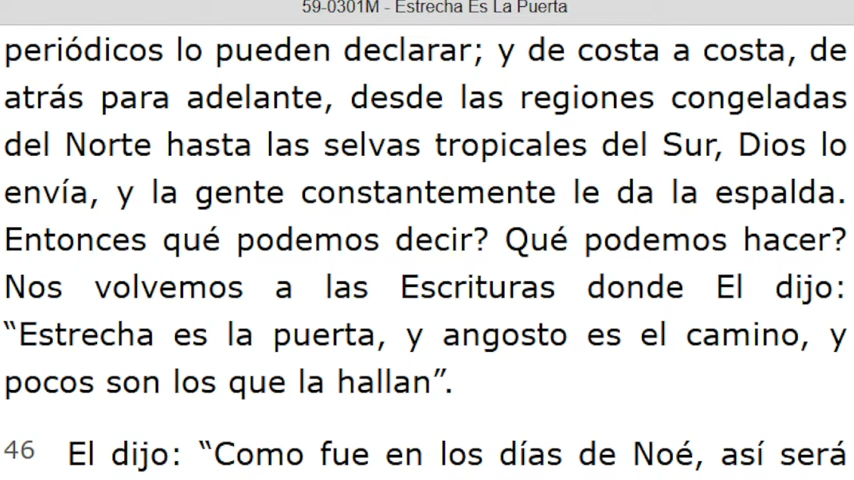 59-0301M - Estrecha Es La Puerta
periódicos lo pueden declarar; y de costa a costa, de
atrás para adelante, desde las regiones congeladas
del Norte hasta las selvas tropicales del Sur, Dios lo
envía, y la gente constantemente le da la espalda.
Entonces qué podemos decir? Qué podemos hacer?
Nos volvemos a las Escrituras donde El dijo:
“Estrecha es la puerta, y angosto es el camino, y
pocos son los que la hallan”.
46 El dijo: “Como fue en los días de Noé, así será